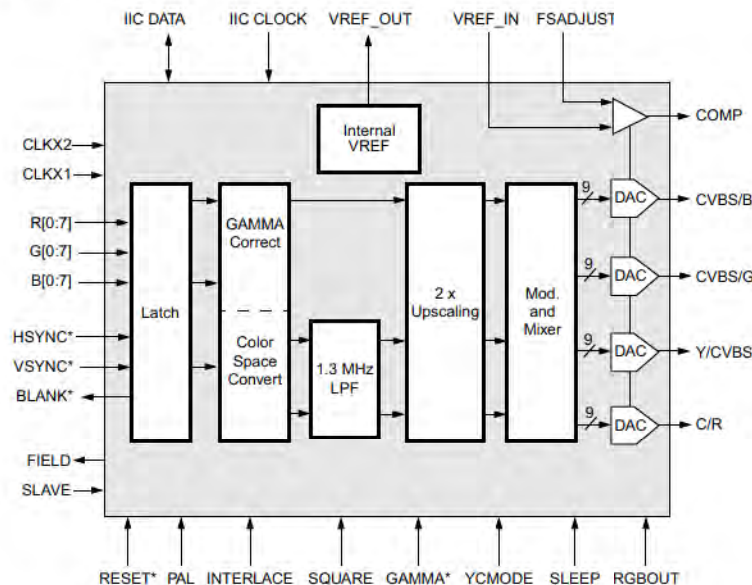 IIC DATA
IIC CLOCK
VREF_OUT
VREF_IN
FSADJUST
Internal
VREF
COMP
CLKX2
CLKX1
R[0:7]
G[0:7]
B[0:7]
HSYNC*
VSYNC*
BLANK*
FIELD
SLAVE
Latch
GAMMA
Correct
Color
Space
Convert
1.3 MHz
LPF
2 x
Upscaling
Mod.
and
Mixer
9
DAC
CVBS/B
9
DAC
CVBS/G
9
DAC
Y/CVBS
9
DAC
C/R
RESET*
PAL
INTERLACE
SQUARE
GAMMA*
YCMODE
SLEEP
RGBOUT